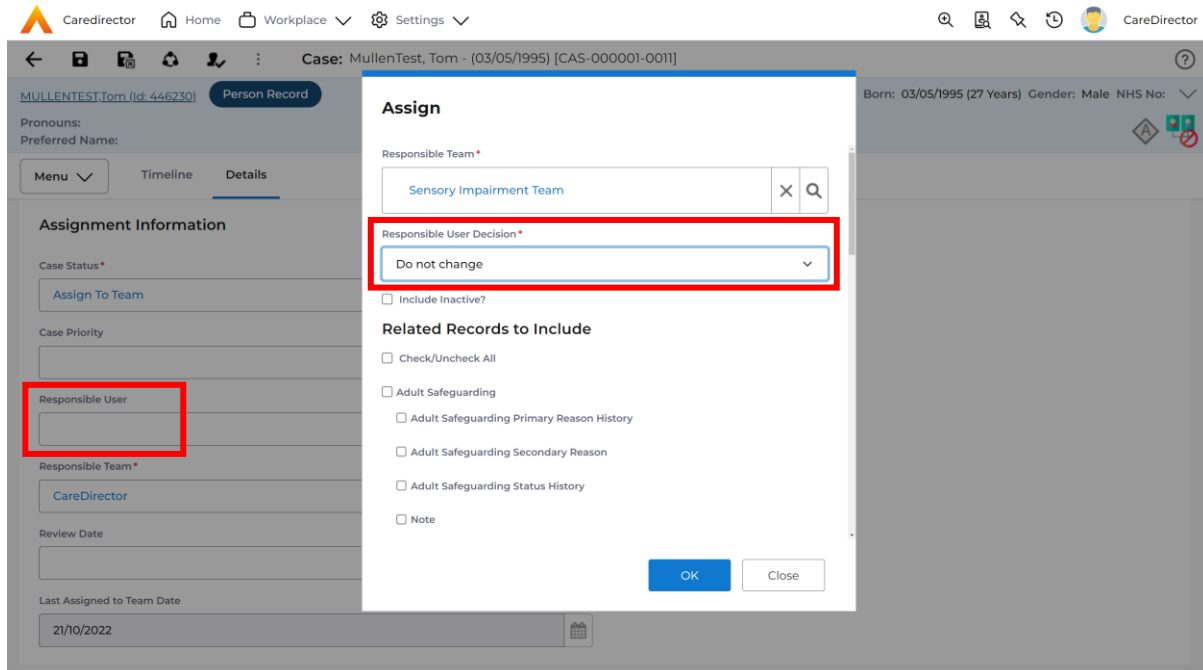 Caredirector Home Workplace Settings CareDirector
Case: MullenTest, Tom - (03/05/1995) [CAS-000001-0011]
MULLENTEST,Tom (Id: 446230) Person Record Born: 03/05/1995 (27 Years) Gender: Male NHS No:
Pronouns:
Preferred Name:
Menu Timeline Details
Assignment Information
Case Status*
Assign To Team
Case Priority
Responsible User
Responsible Team*
CareDirector
Review Date
Last Assigned to Team Date
21/10/2022
Assign
Responsible Team*
Sensory Impairment Team
Responsible User Decision*
Do not change
Include Inactive?
Related Records to Include
Check/Uncheck All
Adult Safeguarding
Adult Safeguarding Primary Reason History
Adult Safeguarding Secondary Reason
Adult Safeguarding Status History
Note
OK Close